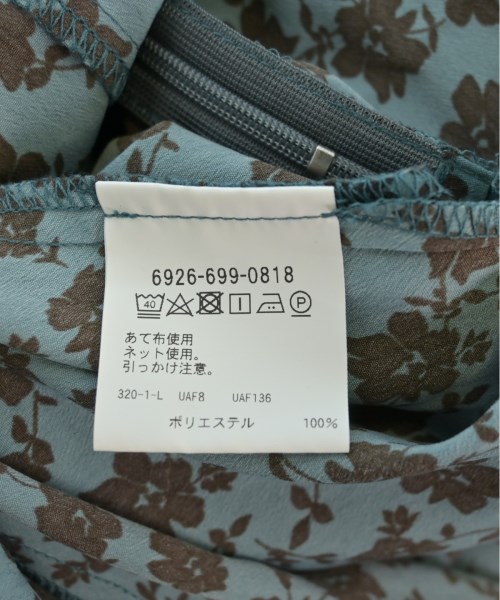 6926-699-0818
40 P
あて布使用
ネット使用。
引っかけ注意。
320-1-L UAF8 UAF136
ポリエステル 100%